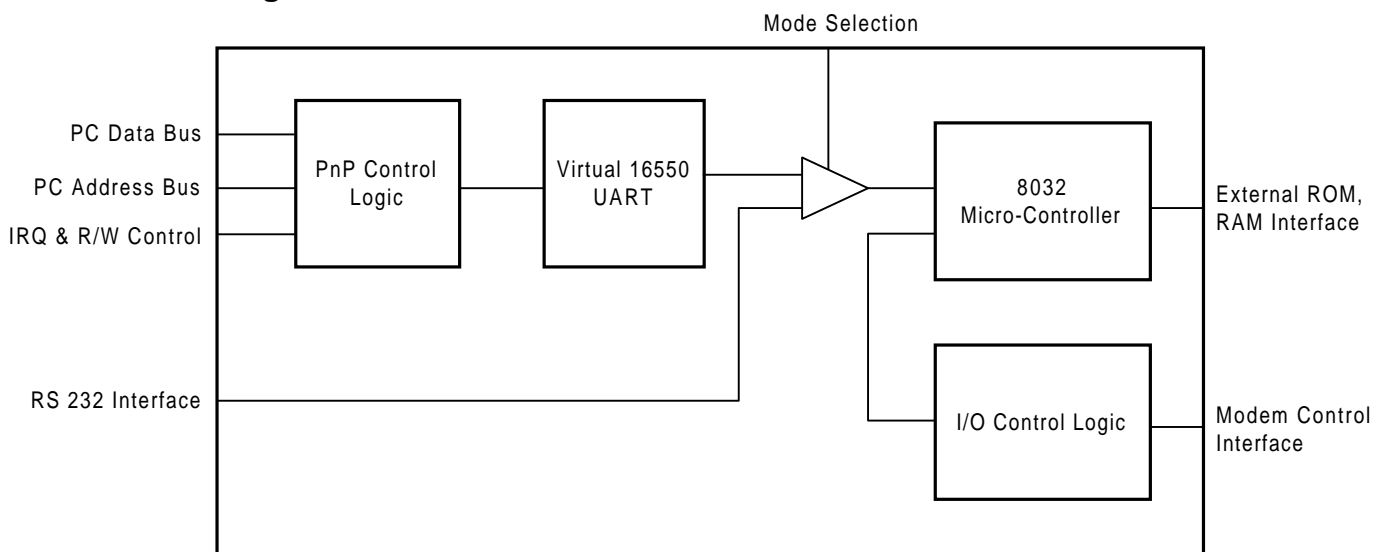 Mode Selection
PC Data Bus
PC Address Bus
IRQ & R/W Control
PnP Control
Logic
Virtual 16550
UART
8032
Micro-Controller
External ROM,
RAM Interface
RS 232 Interface
I/O Control Logic
Modem Control
Interface